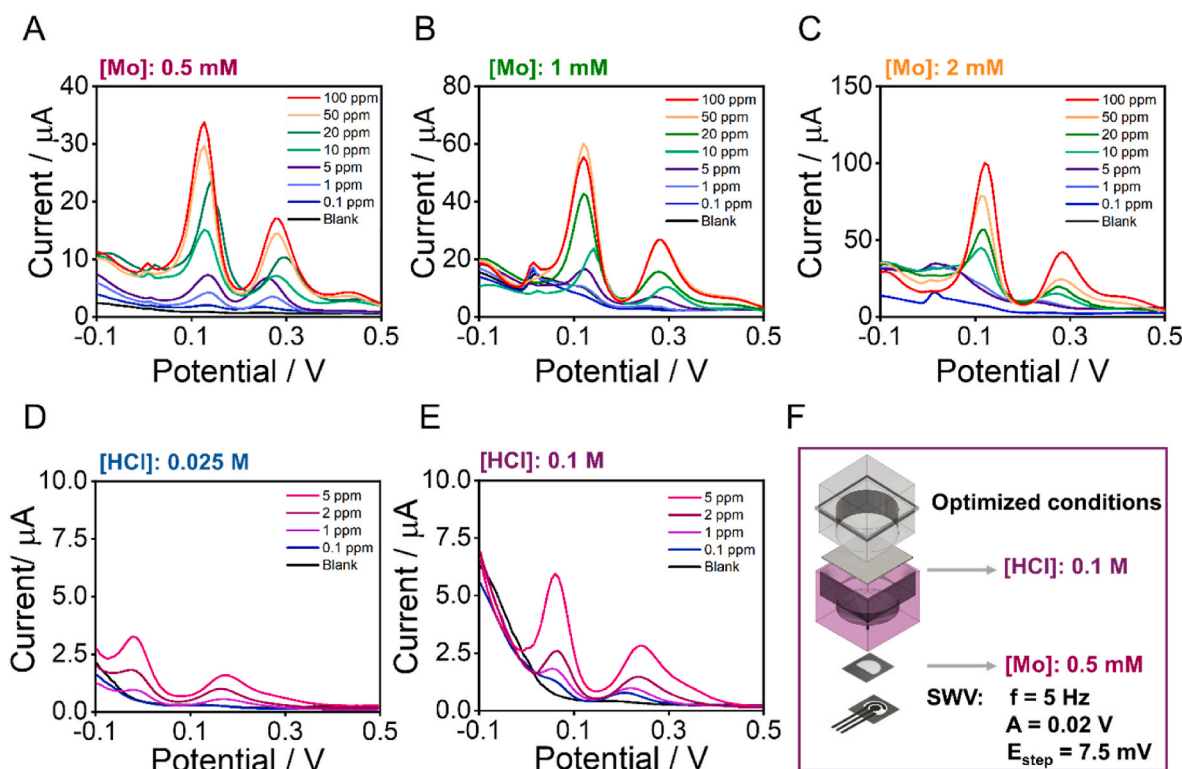 A
[Mo]: 0.5 mM
Current / μA
40
30
20
10
0
-0.1
0.1
0.3
0.5
Potential / V
100 ppm
50 ppm
20 ppm
10 ppm
5 ppm
1 ppm
0.1 ppm
Blank
B
[Mo]: 1 mM
Current / μA
80
60
40
20
0
-0.1
0.1
0.3
0.5
Potential / V
100 ppm
50 ppm
20 ppm
10 ppm
5 ppm
1 ppm
0.1 ppm
Blank
C
[Mo]: 2 mM
Current / μA
150
100
50
0
-0.1
0.1
0.3
0.5
Potential / V
100 ppm
50 ppm
20 ppm
10 ppm
5 ppm
1 ppm
0.1 ppm
Blank
D
[HCl]: 0.025 M
Current/ μA
10.0
7.5
5.0
2.5
0.0
-0.1
0.1
0.3
0.5
Potential / V
5 ppm
2 ppm
1 ppm
0.1 ppm
Blank
E
[HCl]: 0.1 M
Current / μA
10.0
7.5
5.0
2.5
0.0
-0.1
0.1
0.3
0.5
Potential / V
5 ppm
2 ppm
1 ppm
0.1 ppm
Blank
F
Optimized conditions
[HCl]: 0.1 M
[Mo]: 0.5 mM
SWV: f = 5 Hz
A = 0.02 V
Estep = 7.5 mV